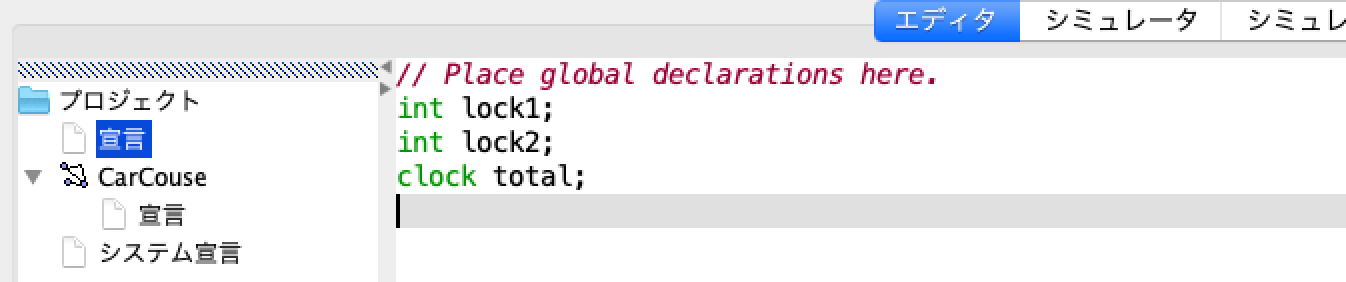 エディタ シミュレータ シミュレ
プロジェクト
宣言
CarCouse
宣言
システム宣言
// Place global declarations here.
int lock1;
int lock2;
clock total;